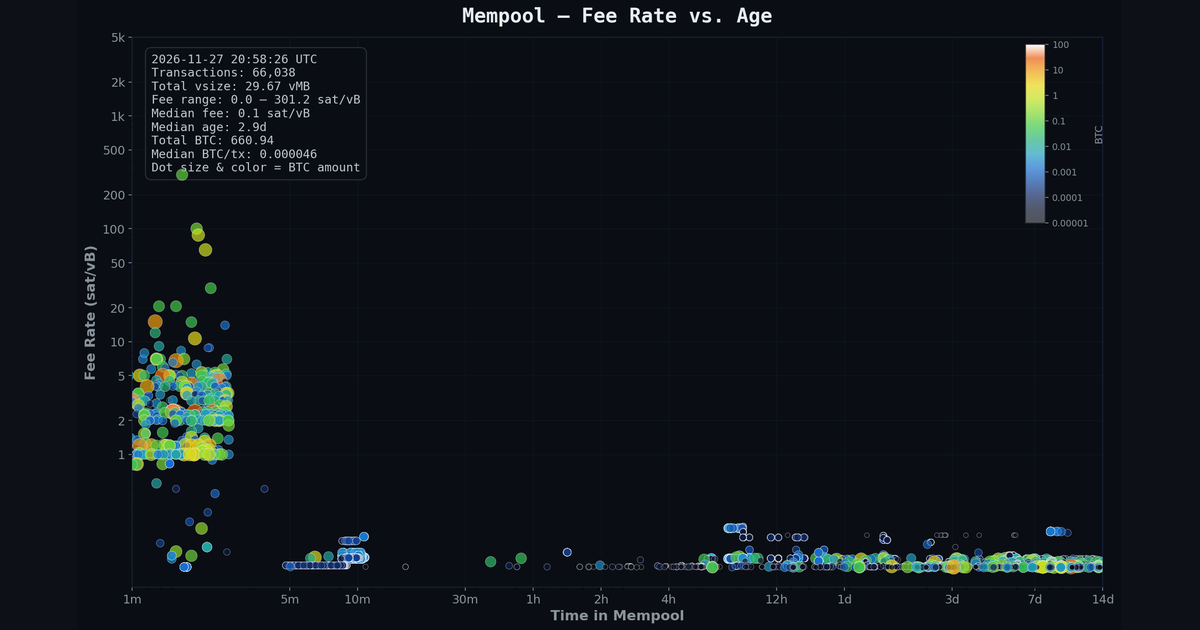 Mempool — Fee Rate vs. Age
5k
2k
1k
500
200
100
50
20
10
5
2
1
Fee Rate (sat/vB)
2026-11-27 20:58:26 UTC
Transactions: 66,038
Total vsize: 29.67 vMB
Fee range: 0.0 — 301.2 sat/vB
Median fee: 0.1 sat/vB
Median age: 2.9d
Total BTC: 660.94
Median BTC/tx: 0.000046
Dot size & color = BTC amount
100
10
1
0.1
0.01
0.001
0.0001
0.00001
BTC
1m 5m 10m 30m 1h 2h 4h 12h 1d 3d 7d 14d
Time in Mempool